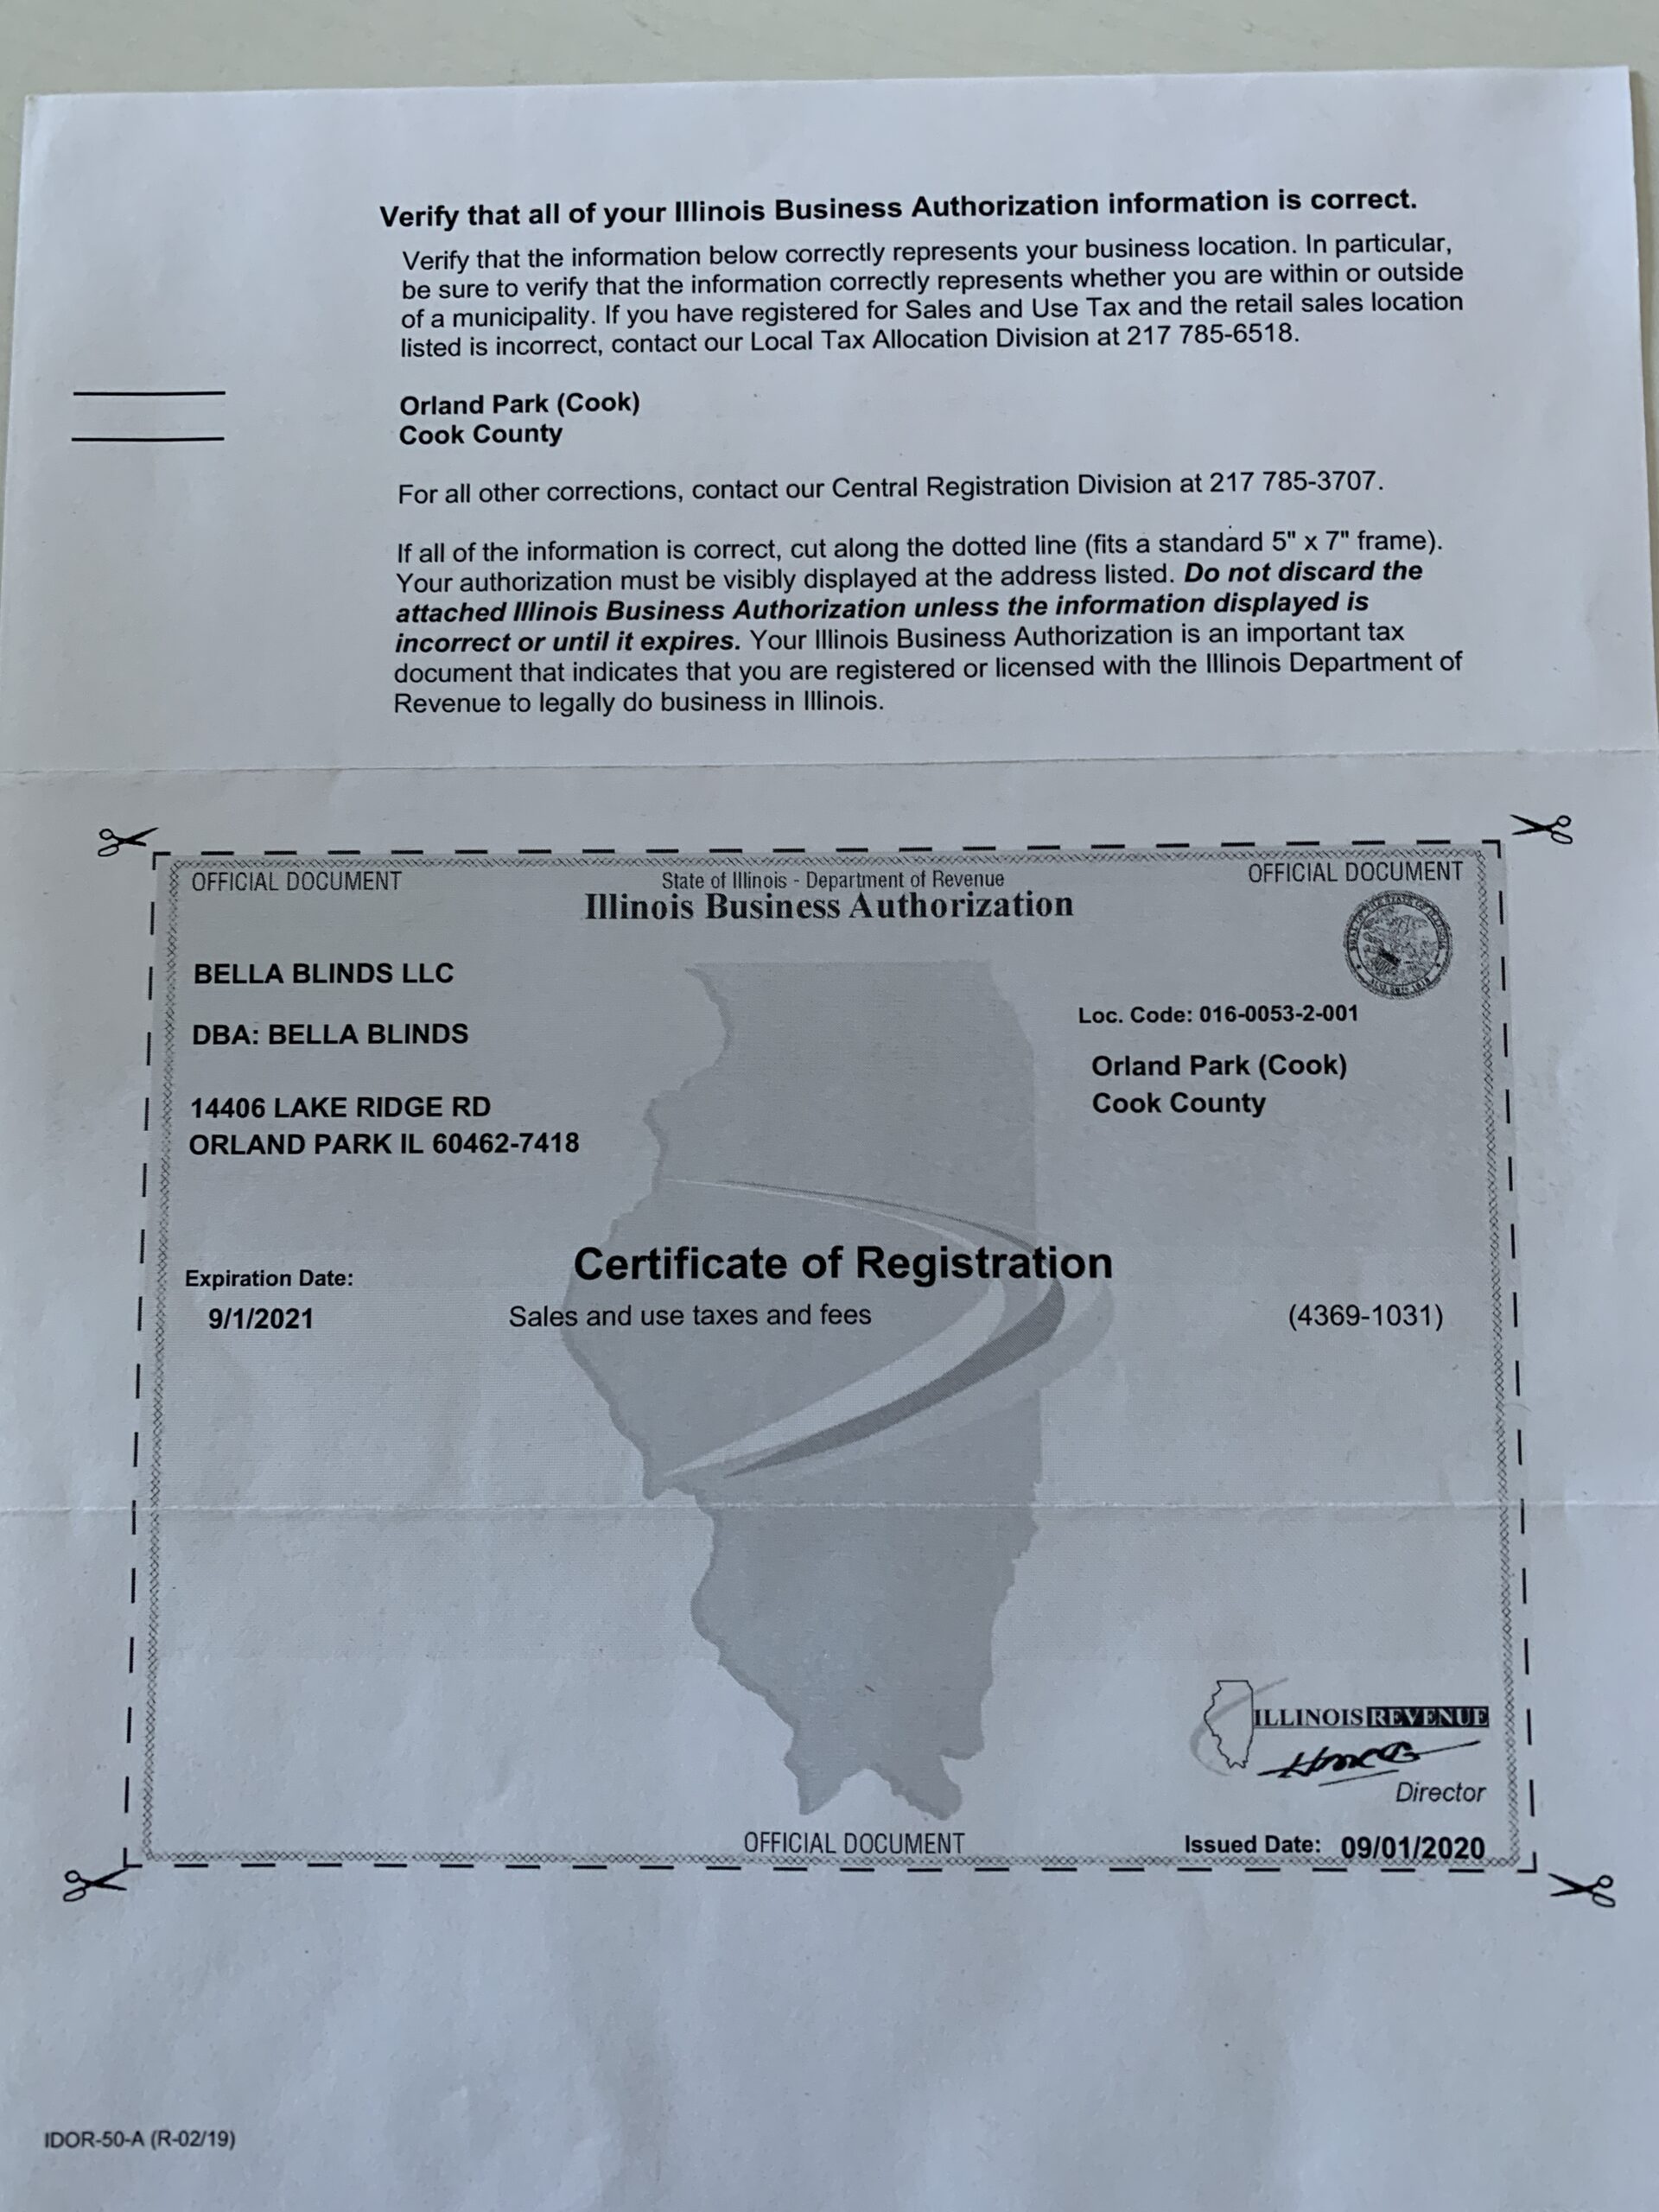 Verify that all of your Illinois Business Authorization information is correct.
Verify that the information below correctly represents your business location. In particular,
be sure to verify that the information correctly represents whether you are within or outside
of a municipality. If you have registered for Sales and Use Tax and the retail sales location
listed is incorrect, contact our Local Tax Allocation Division at 217 785-6518.
Orland Park (Cook)
Cook County
For all other corrections, contact our Central Registration Division at 217 785-3707.
If all of the information is correct, cut along the dotted line (fits a standard 5" x 7" frame).
Your authorization must be visibly displayed at the address listed. Do not discard the
attached Illinois Business Authorization unless the information displayed is
incorrect or until it expires. Your Illinois Business Authorization is an important tax
document that indicates that you are registered or licensed with the Illinois Department of
Revenue to legally do business in Illinois.
OFFICIAL DOCUMENT
State of Illinois - Department of Revenue
OFFICIAL DOCUMENT
Illinois Business Authorization
BELLA BLINDS LLC
Loc. Code: 016-0053-2-001
DBA: BELLA BLINDS
Orland Park (Cook)
Cook County
14406 LAKE RIDGE RD
ORLAND PARK IL 60462-7418
Certificate of Registration
Expiration Date:
9/1/2021
Sales and use taxes and fees
(4369-1031)
ILLINOIS REVENUE
Director
OFFICIAL DOCUMENT
Issued Date: 09/01/2020
IDOR-50-A (R-02/19)